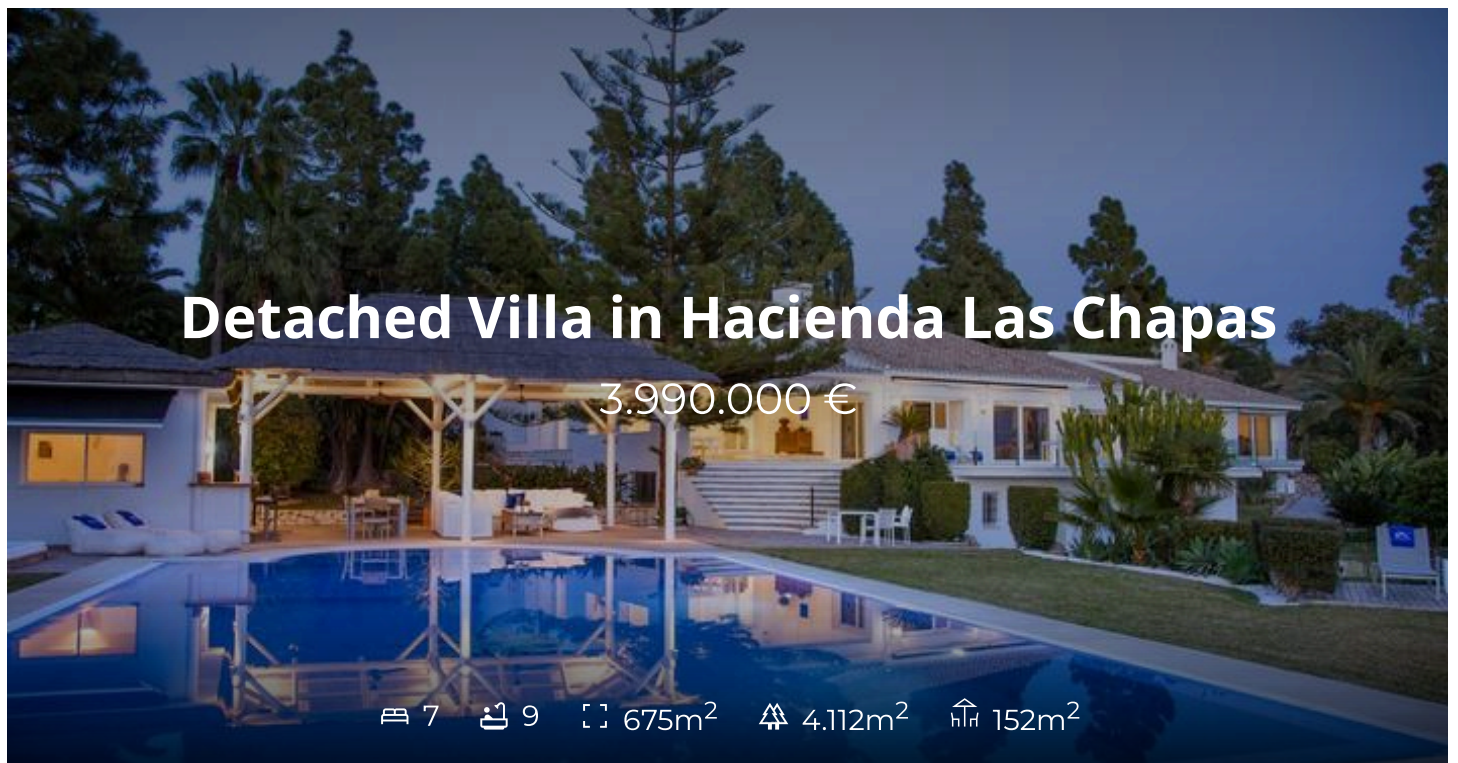 Detached Villa in Hacienda Las Chapas
3.990.000 €
7 9 675m² 4.112m² 152m²